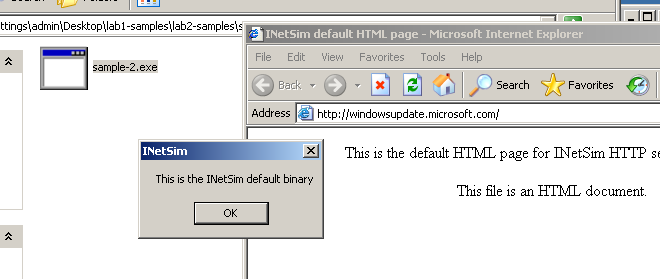 Search Folders
ttings\admin\Desktop\lab1-samples\lab2-samples\s
sample-2.exe
INetSim default HTML page - Microsoft Internet Explorer
File Edit View Favorites Tools Help
Back Search Favorites
Address http://windowsupdate.microsoft.com/
This is the default HTML page for INetSim HTTP se
This file is an HTML document.
INetSim
This is the INetSim default binary
OK